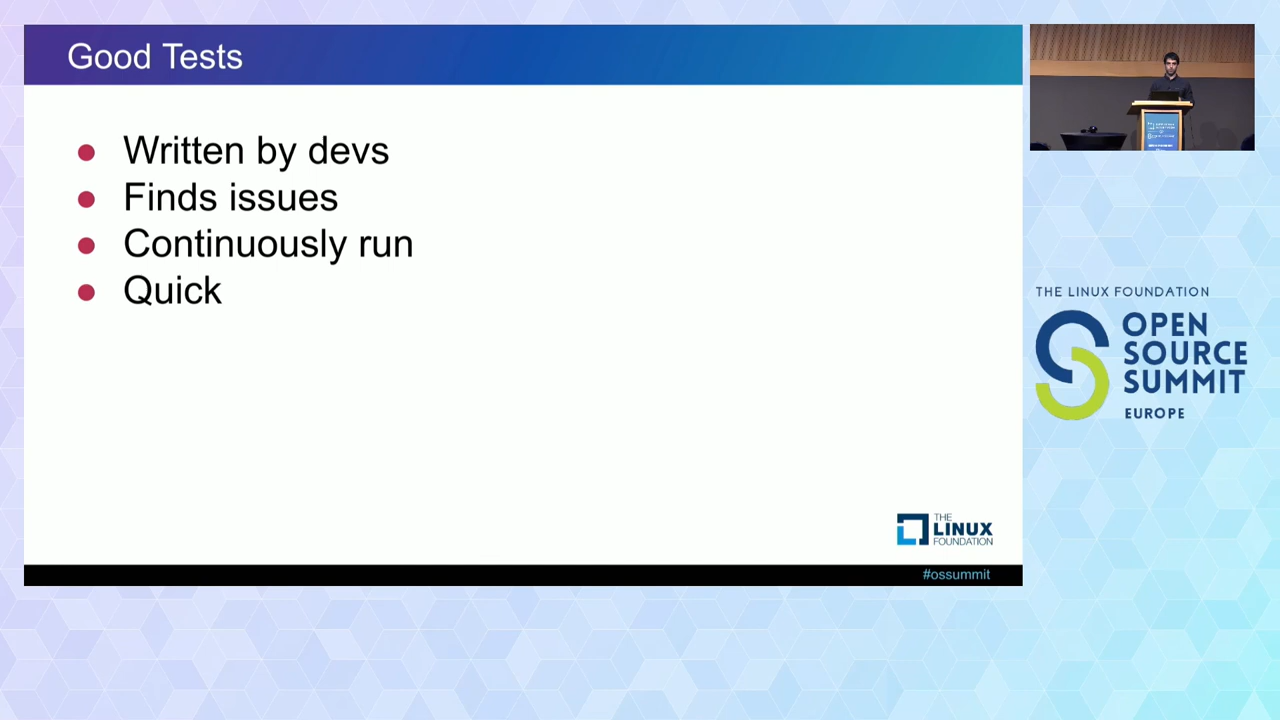 Good Tests
● Written by devs
● Finds issues
● Continuously run
● Quick
THE
LINUX
FOUNDATION
#ossummit
THE LINUX FOUNDATION
OPEN
SOURCE
SUMMIT
EUROPE